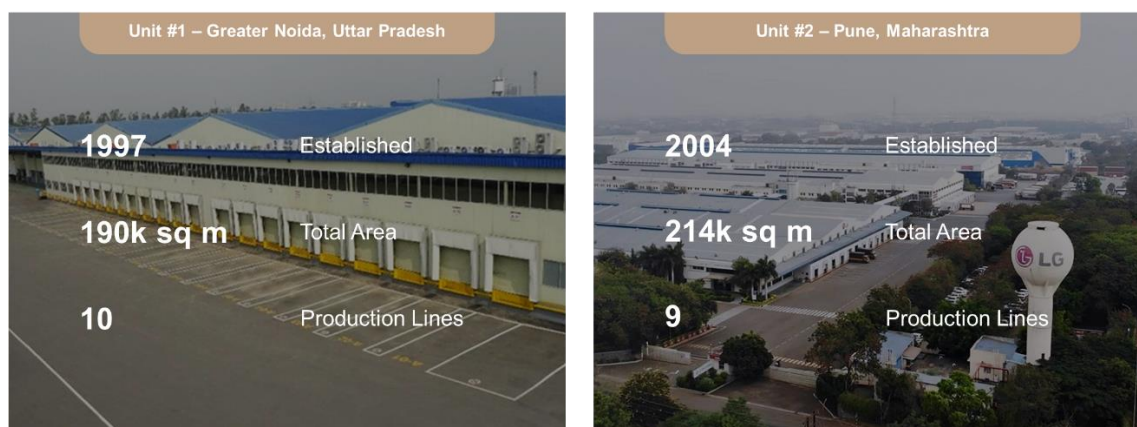 Unit #1 – Greater Noida, Uttar Pradesh
1997 Established
190k sq m Total Area
10 Production Lines
Unit #2 – Pune, Maharashtra
2004 Established
214k sq m Total Area
9 Production Lines
LG